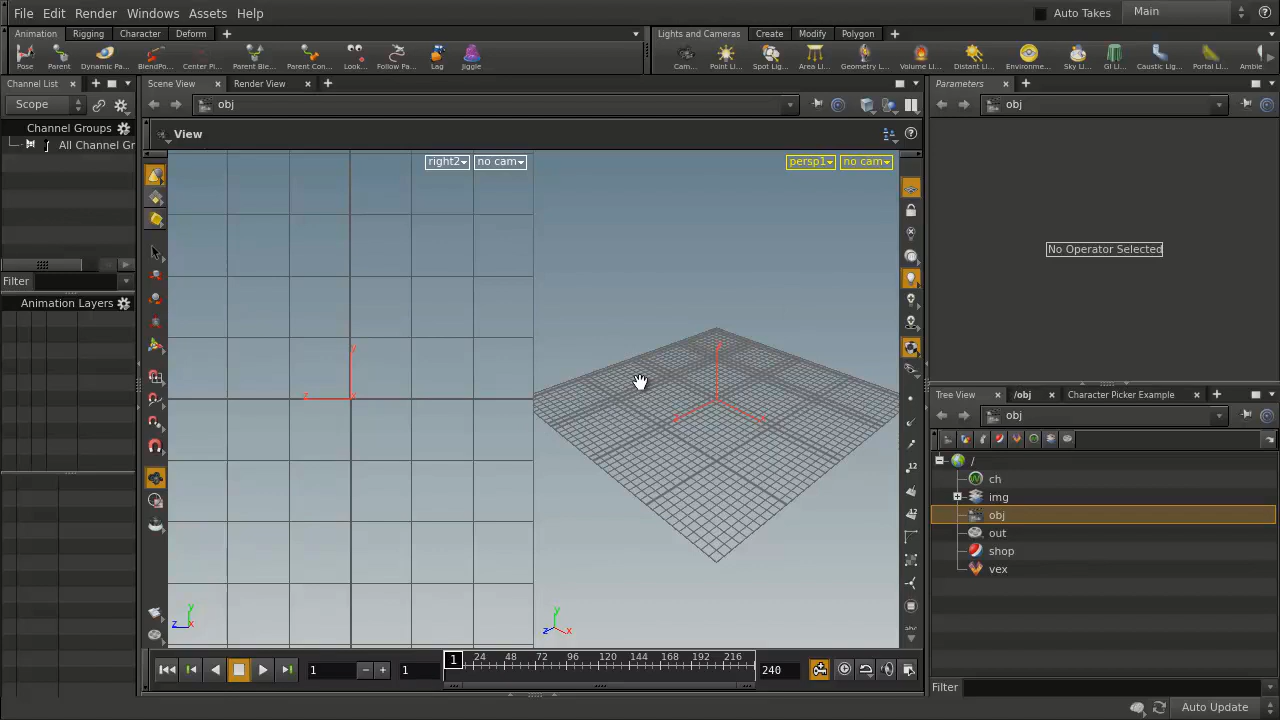 File Edit Render Windows Assets Help
Auto Takes Main
Animation Rigging Character Deform
Lights and Cameras Create Modify Polygon
Pose Parent Dynamic Pa... BlendPo... Center Pi... Parent Ble... Parent Con... Look... Follow Pa... Lag Jiggle
Cam... Point Li... Spot Lig... Area Li... Geometry L... Volume Li... Distant Li... Environme... Sky Li... GI Li... Caustic Lig... Portal Li... Ambie
Channel List
Scene View Render View
Parameters
Scope
obj
obj
Channel Groups
View
All Channel Gr
right2 no cam
persp1 no cam
No Operator Selected
Filter
Animation Layers
y
z
y
z x
Tree View /obj Character Picker Example
obj
/
ch
img
obj
out
shop
vex
y
z x
y
z x
1 1
1 24 48 72 96 120 144 168 192 216
240
Filter
Auto Update